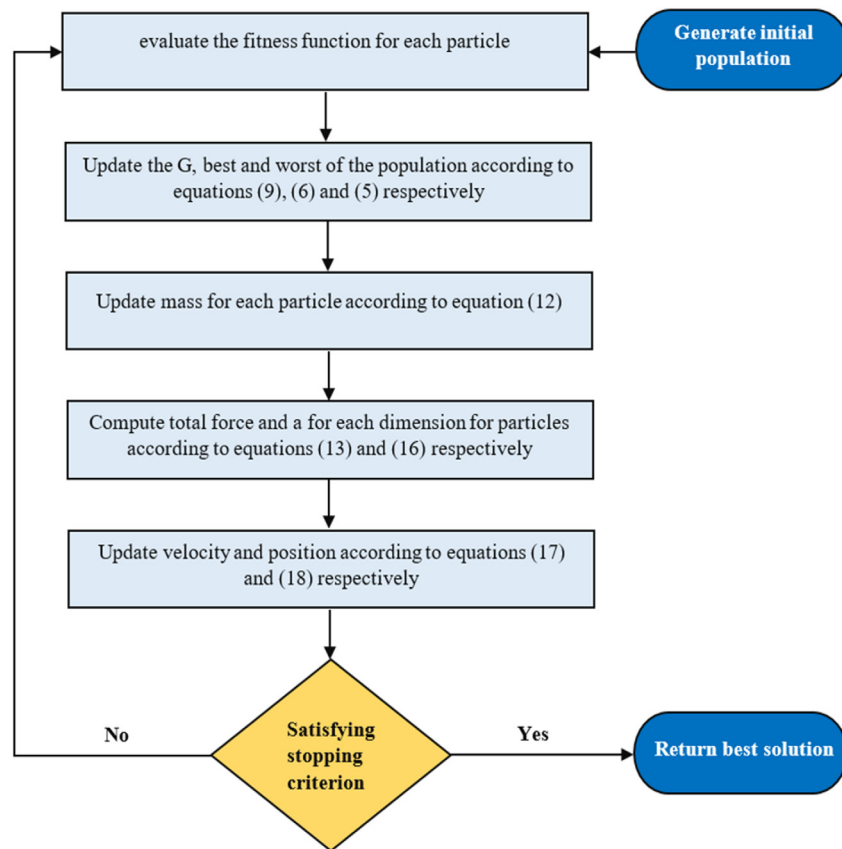 Generate initial
population
evaluate the fitness function for each particle
Update the G, best and worst of the population according to
equations (9), (6) and (5) respectively
Update mass for each particle according to equation (12)
Compute total force and a for each dimension for particles
according to equations (13) and (16) respectively
Update velocity and position according to equations (17)
and (18) respectively
No
Satisfying
stopping
criterion
Yes
Return best solution